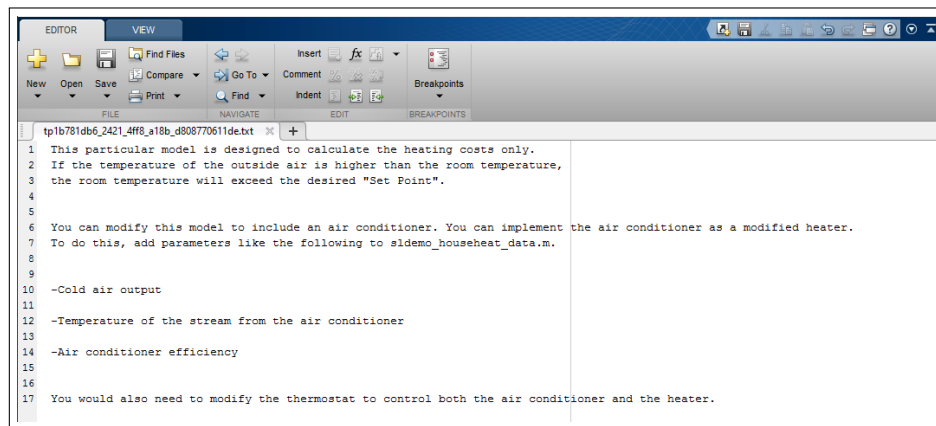 EDITOR VIEW
New
Open
Save
Find Files
Compare
Print
FILE
Go To
Find
NAVIGATE
Insert fx
Comment
Indent
EDIT
Breakpoints
BREAKPOINTS
tp1b781db6_2421_4ff8_a18b_d808770611de.txt
1 This particular model is designed to calculate the heating costs only.
2 If the temperature of the outside air is higher than the room temperature,
3 the room temperature will exceed the desired "Set Point".
4
5
6 You can modify this model to include an air conditioner. You can implement the air conditioner as a modified heater.
7 To do this, add parameters like the following to sldemo_househeat_data.m.
8
9
10 -Cold air output
11
12 -Temperature of the stream from the air conditioner
13
14 -Air conditioner efficiency
15
16
17 You would also need to modify the thermostat to control both the air conditioner and the heater.